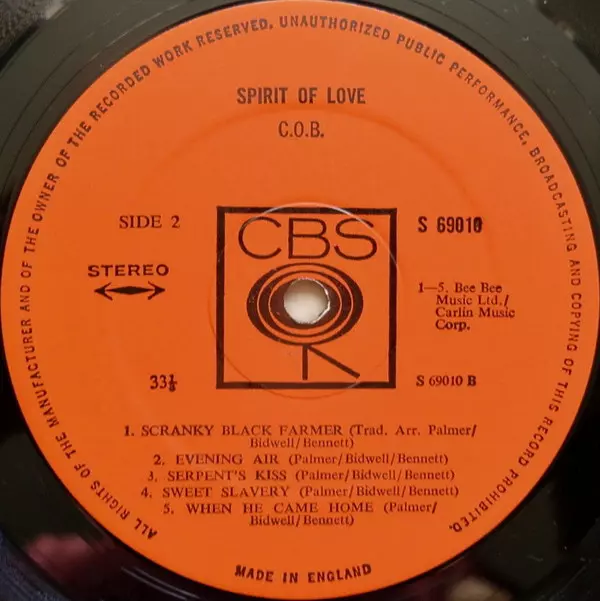 ALL RIGHTS OF THE MANUFACTURER AND OF THE OWNER OF THE RECORDED WORK RESERVED. UNAUTHORIZED PUBLIC PERFORMANCE, BROADCASTING AND COPYING OF THIS RECORD PROHIBITED.
SPIRIT OF LOVE
C.O.B.
SIDE 2
CBS
S 69010
STEREO
1—5. Bee Bee
Music Ltd./
Carlin Music
Corp.
33⅓
S 69010 B
1. SCRANKY BLACK FARMER (Trad. Arr. Palmer/
Bidwell/Bennett)
2. EVENING AIR (Palmer/Bidwell/Bennett)
3. SERPENT'S KISS (Palmer/Bidwell/Bennett)
4. SWEET SLAVERY (Palmer/Bidwell/Bennett)
5. WHEN HE CAME HOME (Palmer/
Bidwell/Bennett)
MADE IN ENGLAND